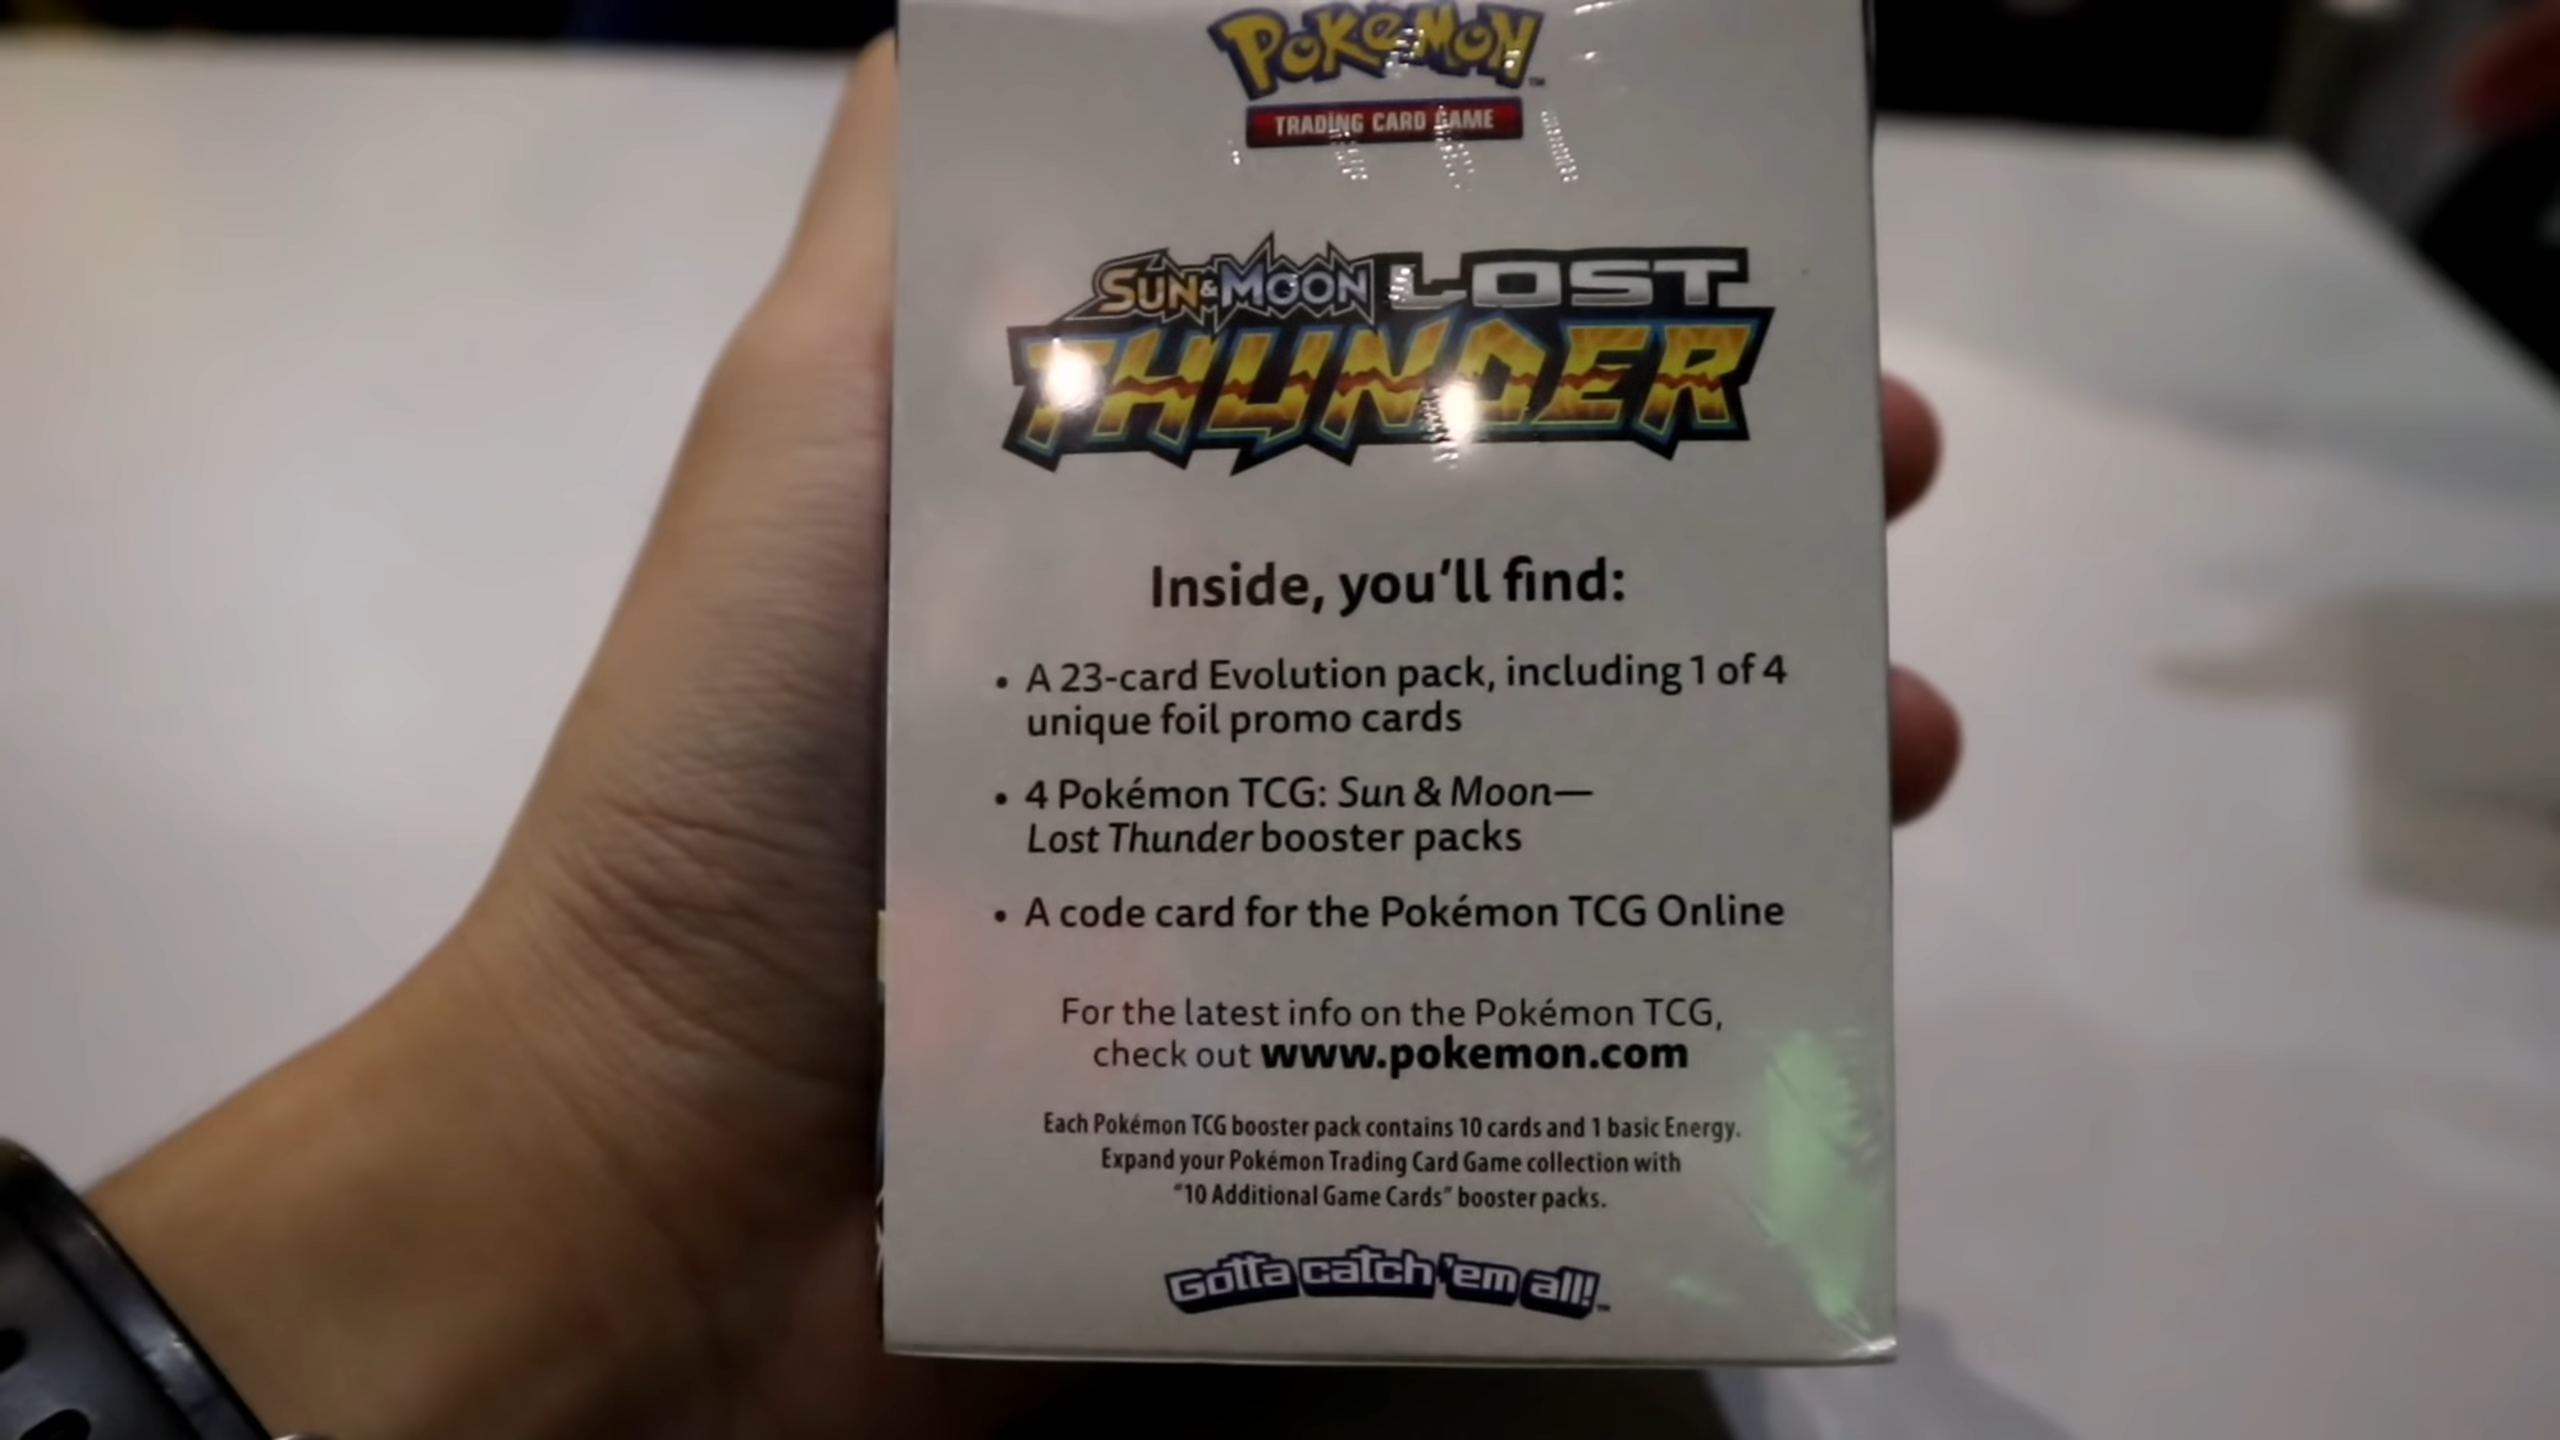 POKéMON™
TRADING CARD GAME
SUN & MOON LOST
THUNDER
Inside, you'll find:
• A 23-card Evolution pack, including 1 of 4
unique foil promo cards
• 4 Pokémon TCG: Sun & Moon—
Lost Thunder booster packs
• A code card for the Pokémon TCG Online
For the latest info on the Pokémon TCG,
check out www.pokemon.com
Each Pokémon TCG booster pack contains 10 cards and 1 basic Energy.
Expand your Pokémon Trading Card Game collection with
"10 Additional Game Cards" booster packs.
Gotta catch 'em all!™